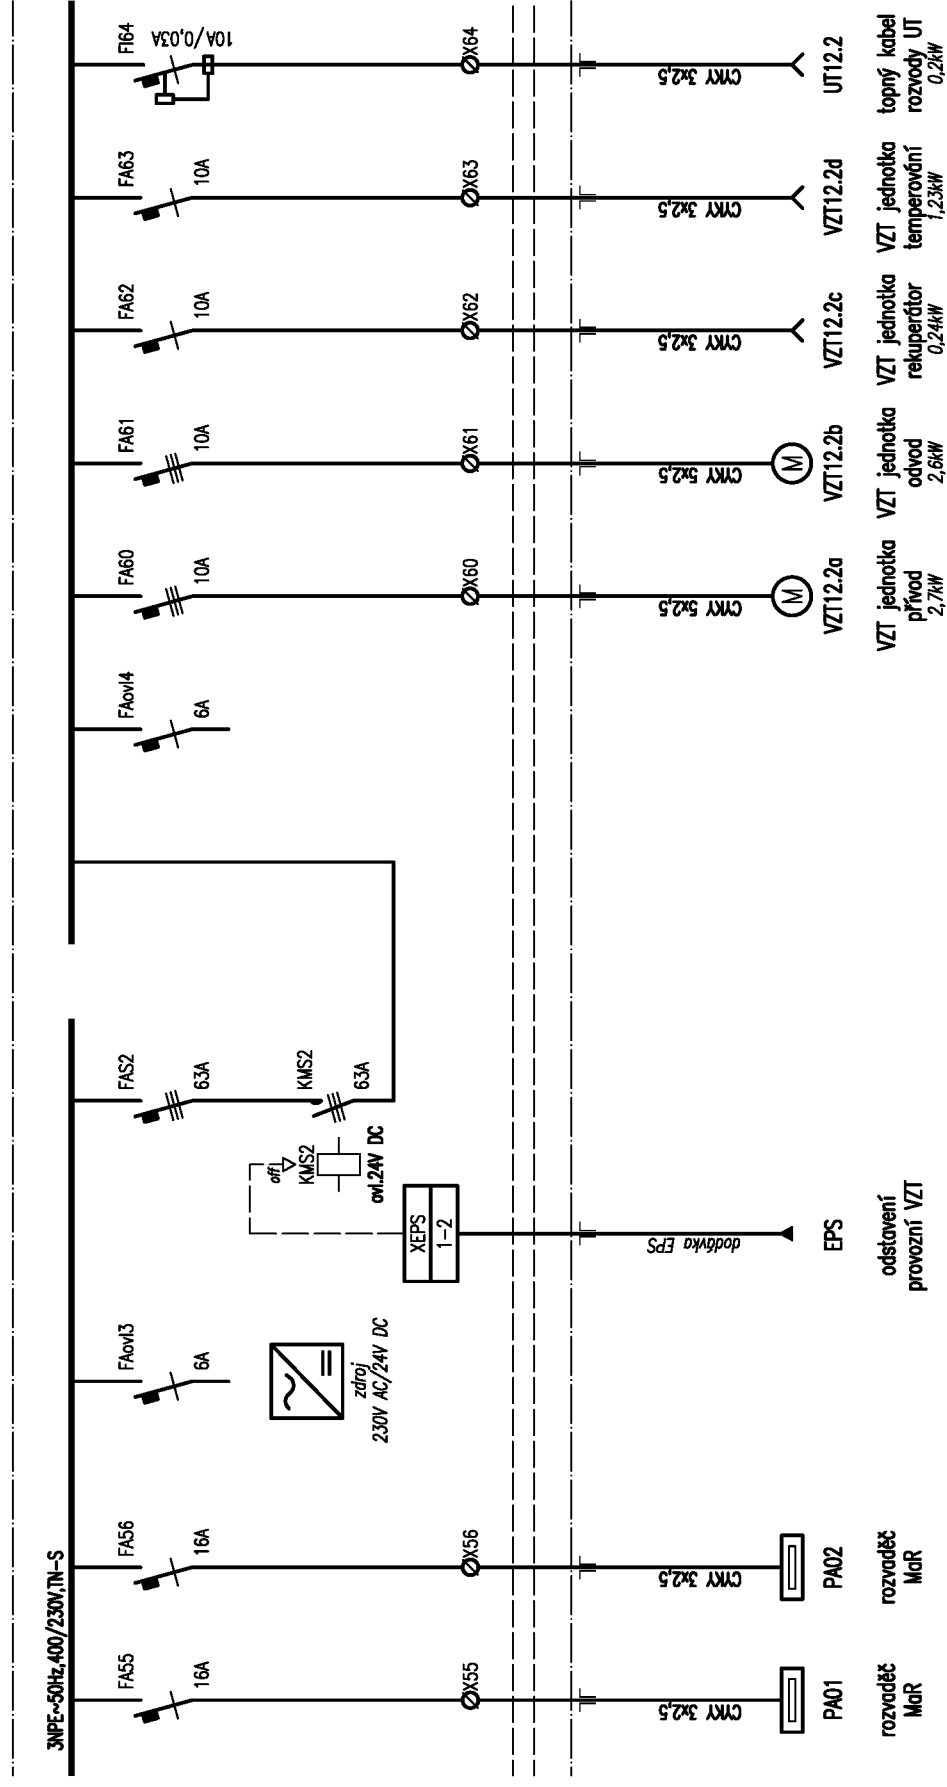 3NPE~50Hz,400/230V,TN-S
FA55
16A
X55
CYKY 3x2,5
PA01
rozvaděč
MaR
FA56
16A
X56
CYKY 3x2,5
PA02
rozvaděč
MaR
FAovl3
6A
zdroj
230V AC/24V DC
XEPS
1-2
dodávka EPS
EPS
odstavení
provozní VZT
off
KMS2
ovl.24V DC
FAS2
63A
KMS2
63A
FAovl4
6A
FA60
10A
X60
CYKY 5x2,5
M
VZT12.2a
VZT jednotka
přívod
2,7kW
FA61
10A
X61
CYKY 5x2,5
M
VZT12.2b
VZT jednotka
odvod
2,6kW
FA62
10A
X62
CYKY 3x2,5
VZT12.2c
VZT jednotka
rekuperátor
0,24kW
FA63
10A
X63
CYKY 3x2,5
VZT12.2d
VZT jednotka
temperování
1,23kW
FI64
10A/0,03A
X64
CYKY 3x2,5
UT12.2
topný kabel
rozvody UT
0,2kW